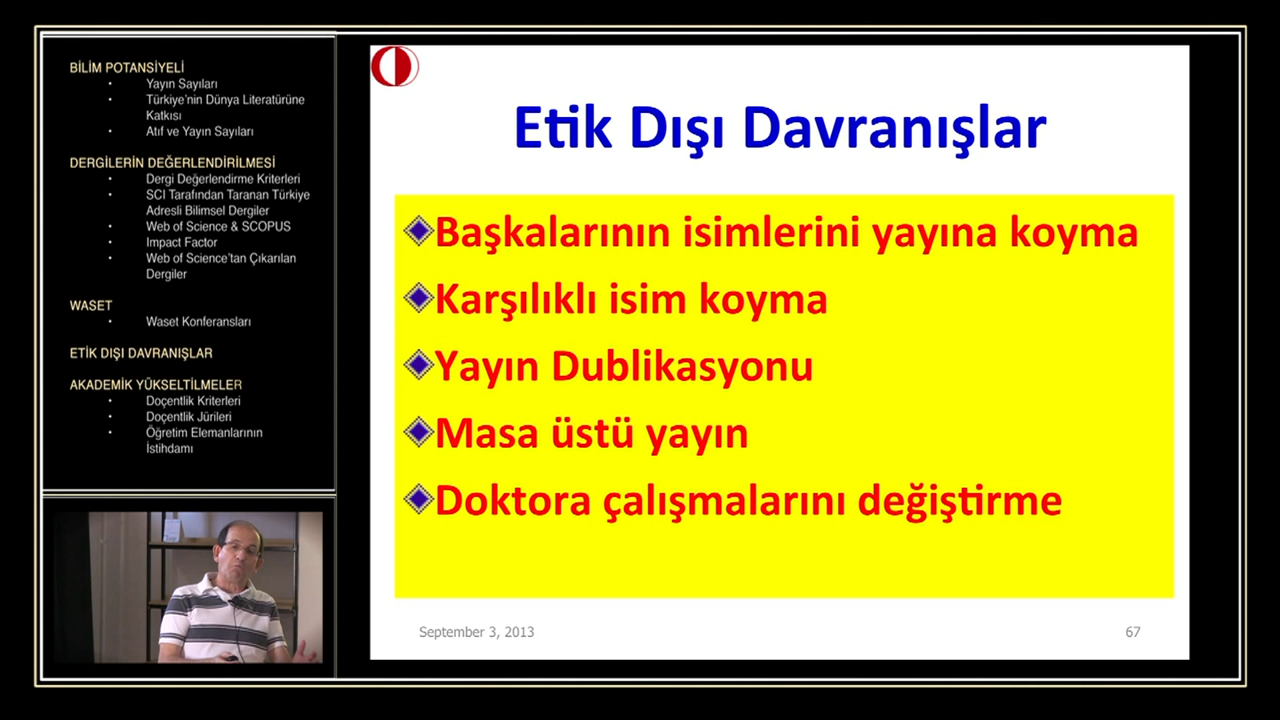 BİLİM POTANSİYELİ
• Yayın Sayıları
• Türkiye'nin Dünya Literatürüne
Katkısı
• Atıf ve Yayın Sayıları
DERGİLERİN DEĞERLENDİRİLMESİ
• Dergi Değerlendirme Kriterleri
• SCI Tarafından Taranan Türkiye
Adresli Bilimsel Dergiler
• Web of Science & SCOPUS
• Impact Factor
• Web of Science'tan Çıkarılan
Dergiler
WASET
• Waset Konferansları
ETİK DIŞI DAVRANIŞLAR
AKADEMİK YÜKSELTİLMELER
• Doçentlik Kriterleri
• Doçentlik Jürileri
• Öğretim Elemanlarının
İstihdamı
Etik Dışı Davranışlar
Başkalarının isimlerini yayına koyma
Karşılıklı isim koyma
Yayın Dublikasyonu
Masa üstü yayın
Doktora çalışmalarını değiştirme
September 3, 2013
67